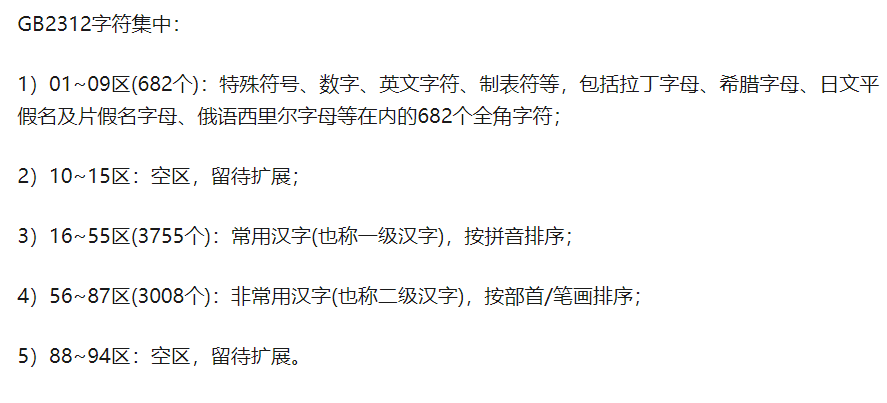 GB2312字符集中：
1）01~09区(682个)：特殊符号、数字、英文字符、制表符等，包括拉丁字母、希腊字母、日文平
假名及片假名字母、俄语西里尔字母等在内的682个全角字符；
2）10~15区：空区，留待扩展；
3）16~55区(3755个)：常用汉字(也称一级汉字)，按拼音排序；
4）56~87区(3008个)：非常用汉字(也称二级汉字)，按部首/笔画排序；
5）88~94区：空区，留待扩展。